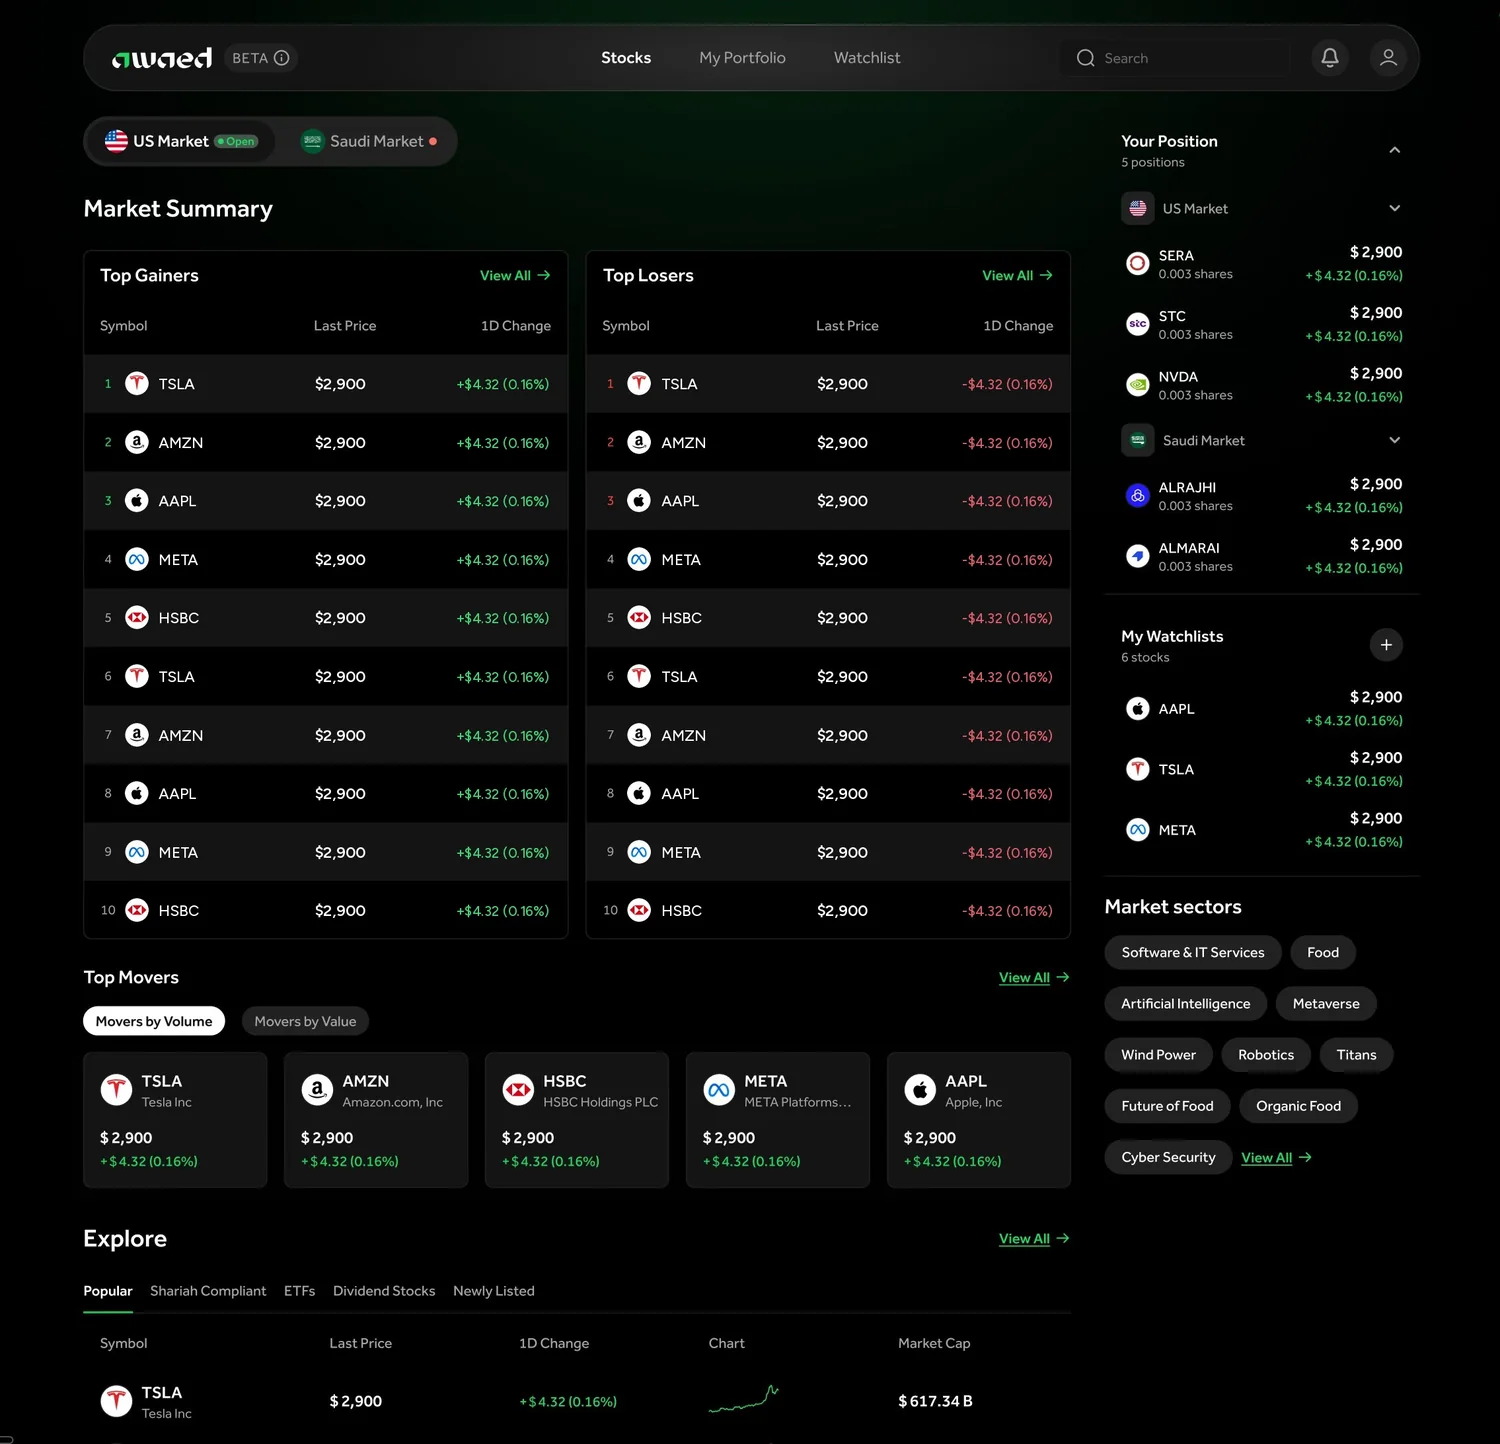 awaed BETA Stocks My Portfolio Watchlist Search
US Market Open Saudi Market
Market Summary
Top Gainers View All
Symbol Last Price 1D Change
1 TSLA $2,900 +$4.32 (0.16%)
2 AMZN $2,900 +$4.32 (0.16%)
3 AAPL $2,900 +$4.32 (0.16%)
4 META $2,900 +$4.32 (0.16%)
5 HSBC $2,900 +$4.32 (0.16%)
6 TSLA $2,900 +$4.32 (0.16%)
7 AMZN $2,900 +$4.32 (0.16%)
8 AAPL $2,900 +$4.32 (0.16%)
9 META $2,900 +$4.32 (0.16%)
10 HSBC $2,900 +$4.32 (0.16%)
Top Losers View All
Symbol Last Price 1D Change
1 TSLA $2,900 -$4.32 (0.16%)
2 AMZN $2,900 -$4.32 (0.16%)
3 AAPL $2,900 -$4.32 (0.16%)
4 META $2,900 -$4.32 (0.16%)
5 HSBC $2,900 -$4.32 (0.16%)
6 TSLA $2,900 -$4.32 (0.16%)
7 AMZN $2,900 -$4.32 (0.16%)
8 AAPL $2,900 -$4.32 (0.16%)
9 META $2,900 -$4.32 (0.16%)
10 HSBC $2,900 -$4.32 (0.16%)
Top Movers View All
Movers by Volume Movers by Value
TSLA
Tesla Inc
$ 2,900
+$ 4.32 (0.16%)
AMZN
Amazon.com, Inc
$ 2,900
+$ 4.32 (0.16%)
HSBC
HSBC Holdings PLC
$ 2,900
+$ 4.32 (0.16%)
META
META Platforms...
$ 2,900
+$ 4.32 (0.16%)
AAPL
Apple, Inc
$ 2,900
+$ 4.32 (0.16%)
Explore View All
Popular Shariah Compliant ETFs Dividend Stocks Newly Listed
Symbol Last Price 1D Change Chart Market Cap
TSLA
Tesla Inc
$ 2,900 +$ 4.32 (0.16%) $ 617.34 B
Your Position
5 positions
US Market
SERA $ 2,900
0.003 shares +$ 4.32 (0.16%)
stc STC $ 2,900
0.003 shares +$ 4.32 (0.16%)
NVDA $ 2,900
0.003 shares +$ 4.32 (0.16%)
Saudi Market
ALRAJHI $ 2,900
0.003 shares +$ 4.32 (0.16%)
ALMARAI $ 2,900
0.003 shares +$ 4.32 (0.16%)
My Watchlists
6 stocks
AAPL $ 2,900
+$ 4.32 (0.16%)
TSLA $ 2,900
+$ 4.32 (0.16%)
META $ 2,900
+$ 4.32 (0.16%)
Market sectors
Software & IT Services Food
Artificial Intelligence Metaverse
Wind Power Robotics Titans
Future of Food Organic Food
Cyber Security View All